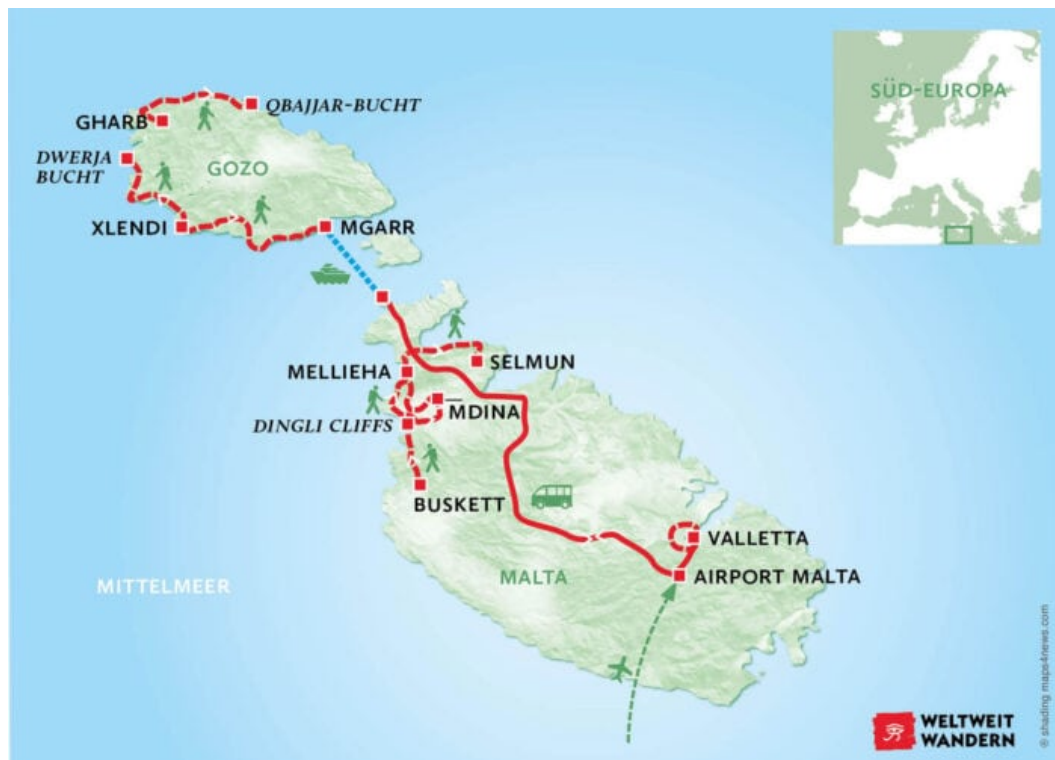 SÜD-EUROPA
QBAJJAR-BUCHT
GHARB
DWERJA
BUCHT
GOZO
XLENDI
MGARR
MELLIEHA
SELMUN
MDINA
DINGLI CLIFFS
BUSKETT
VALLETTA
MALTA
AIRPORT MALTA
MITTELMEER
WELTWEIT
WANDERN
® shading maps4news.com